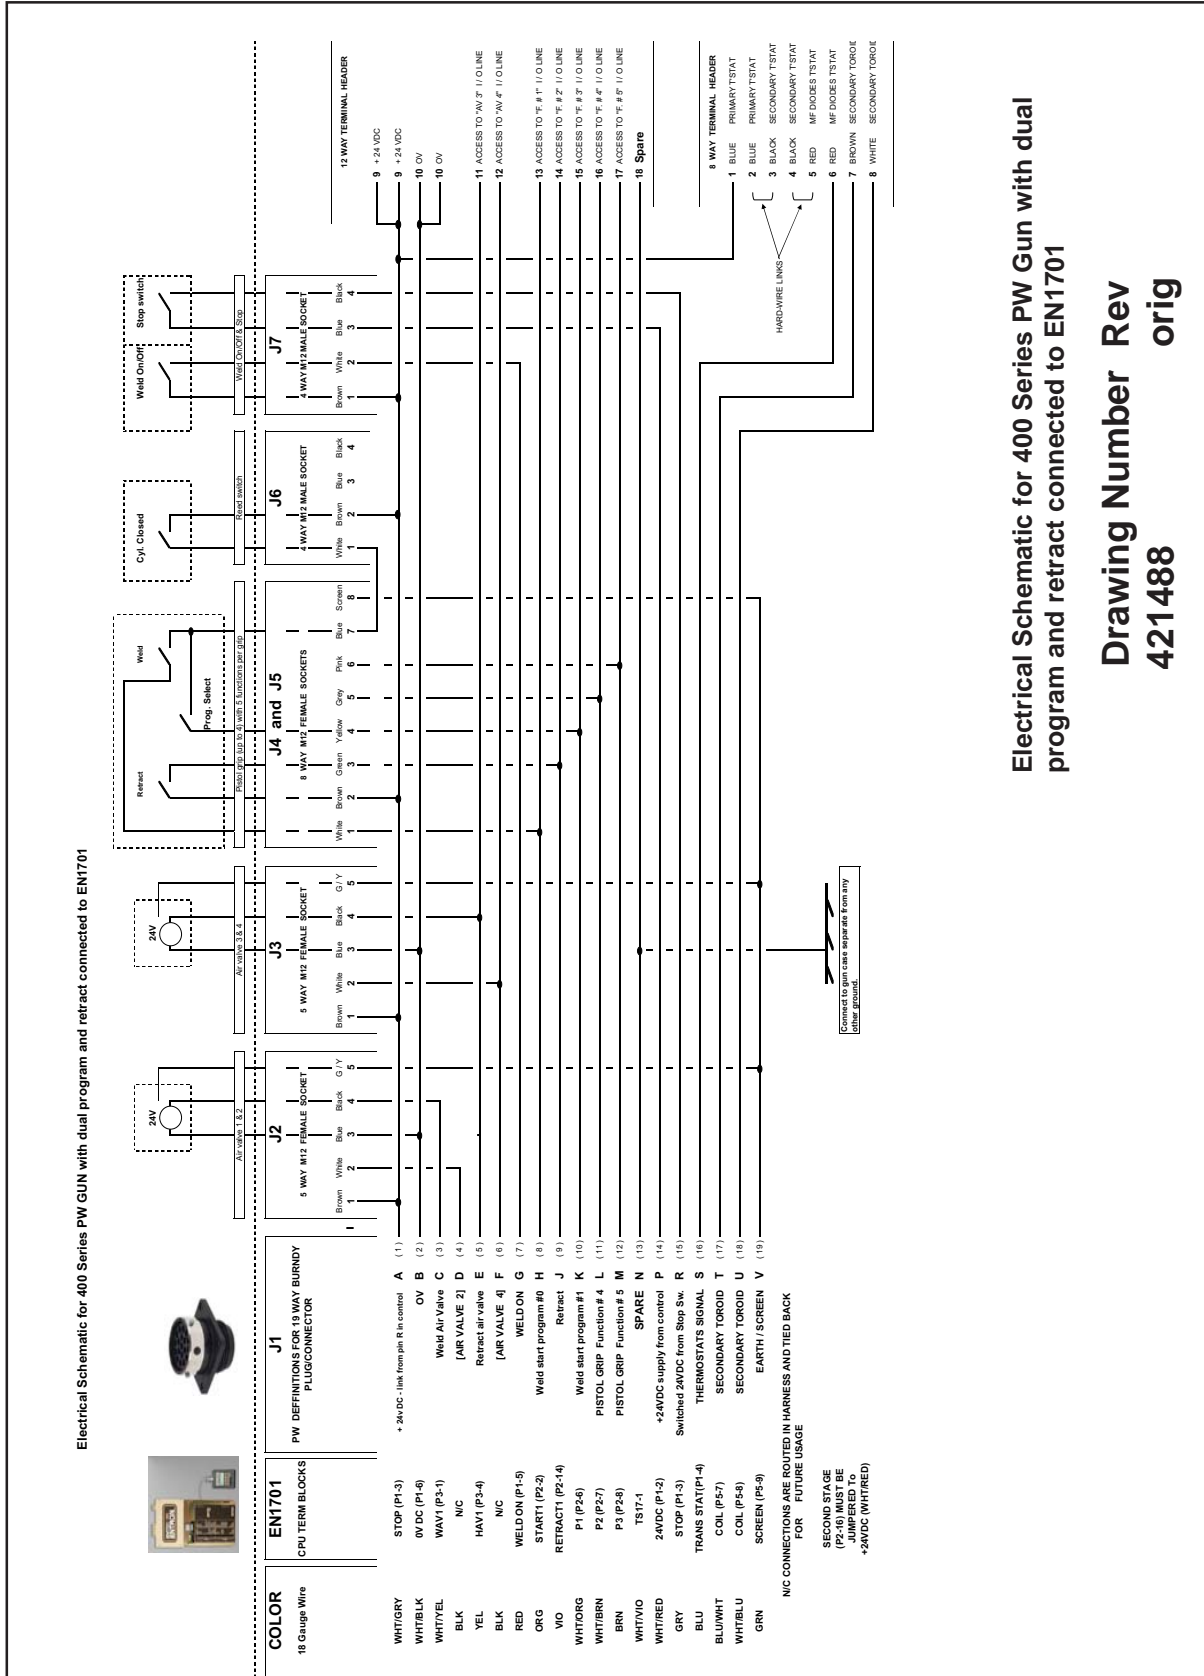 Electrical Schematic for 400 Series PW GUN with dual program and retract connected to EN1701
COLOR
18 Gauge Wire
EN1701
CPU TERM BLOCKS
J1
PW DEFFINITIONS FOR 19 WAY BURNDY
PLUG/CONNECTOR
WHT/GRY STOP (P1-3) + 24v DC - link from pin R in control A (1)
WHT/BLK 0V DC (P1-6) OV B (2)
WHT/YEL WAV1 (P3-1) Weld Air Valve C (3)
BLK N/C [AIR VALVE 2] D (4)
YEL HAV1 (P3-4) Retract air valve E (5)
BLK N/C [AIR VALVE 4] F (6)
RED WELD ON (P1-5) WELD ON G (7)
ORG START1 (P2-2) Weld start program #0 H (8)
VIO RETRACT1 (P2-14) Retract J (9)
WHT/ORG P1 (P2-6) Weld start program #1 K (10)
WHT/BRN P2 (P2-7) PISTOL GRIP Function # 4 L (11)
BRN P3 (P2-8) PISTOL GRIP Function # 5 M (12)
WHT/VIO TS17-1 SPARE N (13)
WHT/RED 24VDC (P1-2) +24VDC supply from control P (14)
GRY STOP (P1-3) Switched 24VDC from Stop Sw. R (15)
BLU TRANS STAT(P1-4) THERMOSTATS SIGNAL S (16)
BLU/WHT COIL (P5-7) SECONDARY TOROID T (17)
WHT/BLU COIL (P5-8) SECONDARY TOROID U (18)
GRN SCREEN (P5-9) EARTH / SCREEN V (19)
N/C CONNECTIONS ARE ROUTED IN HARNESS AND TIED BACK
FOR FUTURE USAGE
SECOND STAGE
(P2-16) MUST BE
JUMPERED To
+24VDC (WHT/RED)
24V
Air valve 1 & 2
J2
5 WAY M12 FEMALE SOCKET
Brown White Blue Black G / Y
1 2 3 4 5
24V
Air valve 3 & 4
J3
5 WAY M12 FEMALE SOCKET
Brown White Blue Black G / Y
1 2 3 4 5
Retract
Prog. Select
Weld
Pistol grip (up to 4) with 5 functions per grip
J4 and J5
8 WAY M12 FEMALE SOCKETS
White Brown Green Yellow Grey Pink Blue Screen
1 2 3 4 5 6 7 8
Cyl. Closed
Reed switch
J6
4 WAY M12 MALE SOCKET
White Brown Blue Black
1 2 3 4
Weld On/Off
Stop switch
Weld On/Off & Stop
J7
4 WAY M12 MALE SOCKET
Brown White Blue Black
1 2 3 4
12 WAY TERMINAL HEADER
9 + 24 VDC
9 + 24 VDC
10 OV
10 OV
11 ACCESS TO "AV 3" I / O LINE
12 ACCESS TO "AV 4" I / O LINE
13 ACCESS TO "F. # 1" I / O LINE
14 ACCESS TO "F. # 2" I / O LINE
15 ACCESS TO "F. # 3" I / O LINE
16 ACCESS TO "F. # 4" I / O LINE
17 ACCESS TO "F. # 5" I / O LINE
18 Spare
8 WAY TERMINAL HEADER
1 BLUE PRIMARY T'STAT
2 BLUE PRIMARY T'STAT
3 BLACK SECONDARY T'STAT
4 BLACK SECONDARY T'STAT
5 RED MF DIODES T'STAT
6 RED MF DIODES T'STAT
7 BROWN SECONDARY TOROID
8 WHITE SECONDARY TOROID
HARD-WIRE LINKS
Connect to gun case separate from any
other ground.
Electrical Schematic for 400 Series PW Gun with dual
program and retract connected to EN1701
Drawing Number Rev
421488 orig